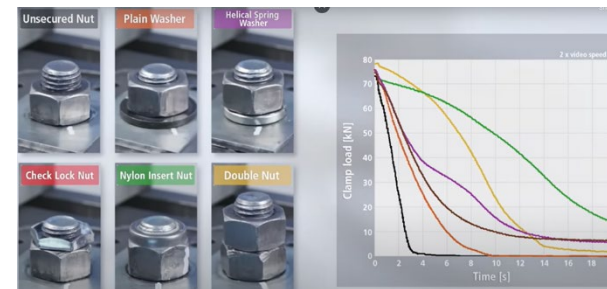 Unsecured Nut
Plain Washer
Helical Spring
Washer
Check Lock Nut
Nylon Insert Nut
Double Nut
2 x video speed
Clamp load [kN]
80
70
60
50
40
30
20
10
0
0 2 4 6 8 10 12 14 16 18
Time [s]